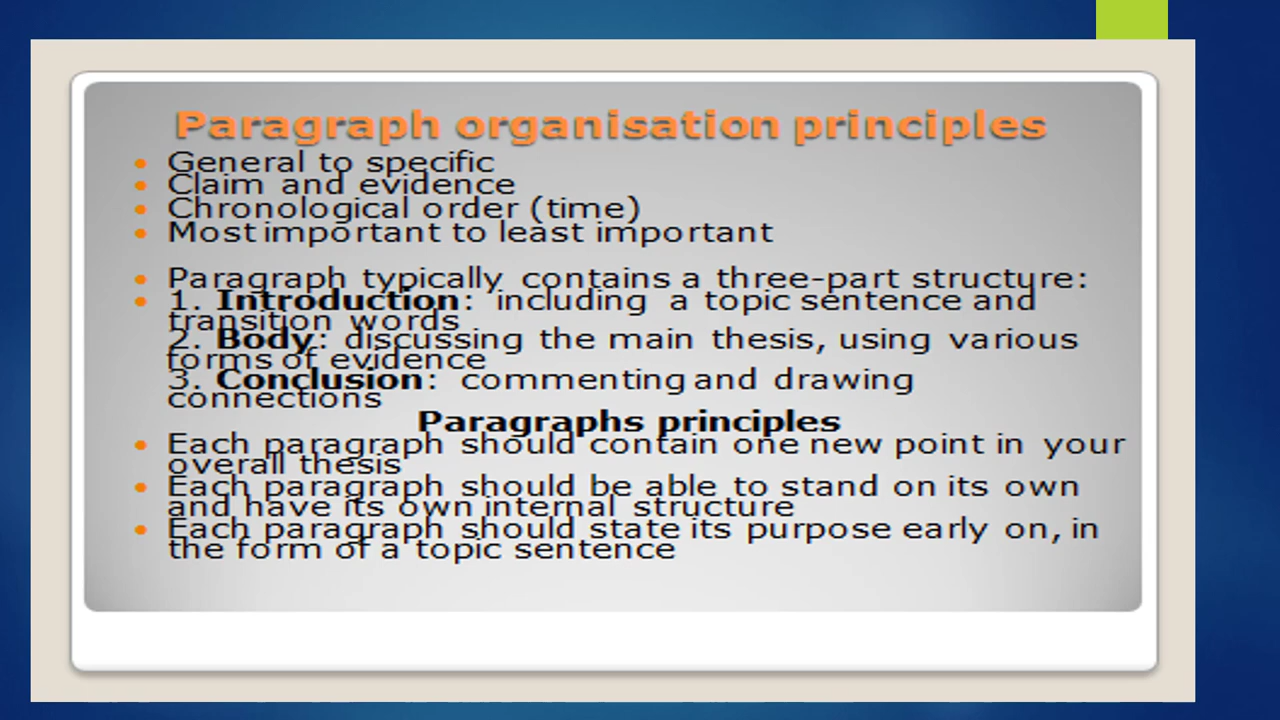 Paragraph organisation principles
• General to specific
• Claim and evidence
• Chronological order (time)
• Most important to least important
• Paragraph typically contains a three-part structure:
• 1. Introduction: including a topic sentence and
transition words
2. Body: discussing the main thesis, using various
forms of evidence
3. Conclusion: commenting and drawing
connections
Paragraphs principles
• Each paragraph should contain one new point in your
overall thesis
• Each paragraph should be able to stand on its own
and have its own internal structure
• Each paragraph should state its purpose early on, in
the form of a topic sentence